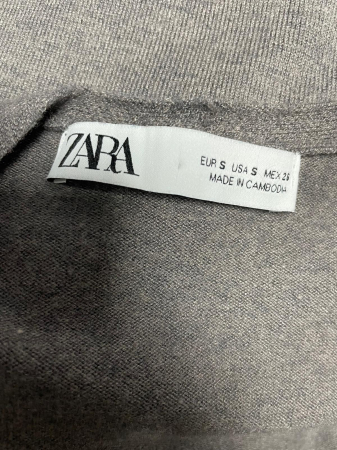 ZARA
EUR S USA S MEX 26
MADE IN CAMBODIA